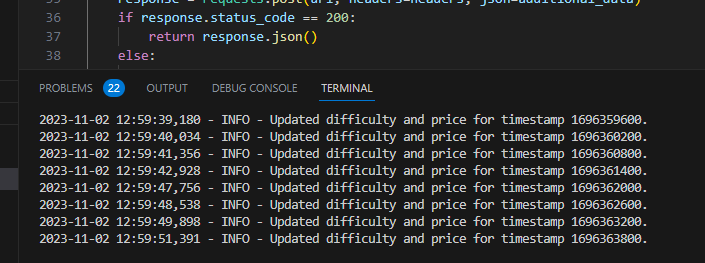 35 response = requests.post(url, headers=headers, json=additional_data)
36 if response.status_code == 200:
37 return response.json()
38 else:
PROBLEMS 22 OUTPUT DEBUG CONSOLE TERMINAL
2023-11-02 12:59:39,180 - INFO - Updated difficulty and price for timestamp 1696359600.
2023-11-02 12:59:40,034 - INFO - Updated difficulty and price for timestamp 1696360200.
2023-11-02 12:59:41,356 - INFO - Updated difficulty and price for timestamp 1696360800.
2023-11-02 12:59:42,928 - INFO - Updated difficulty and price for timestamp 1696361400.
2023-11-02 12:59:47,756 - INFO - Updated difficulty and price for timestamp 1696362000.
2023-11-02 12:59:48,538 - INFO - Updated difficulty and price for timestamp 1696362600.
2023-11-02 12:59:49,898 - INFO - Updated difficulty and price for timestamp 1696363200.
2023-11-02 12:59:51,391 - INFO - Updated difficulty and price for timestamp 1696363800.